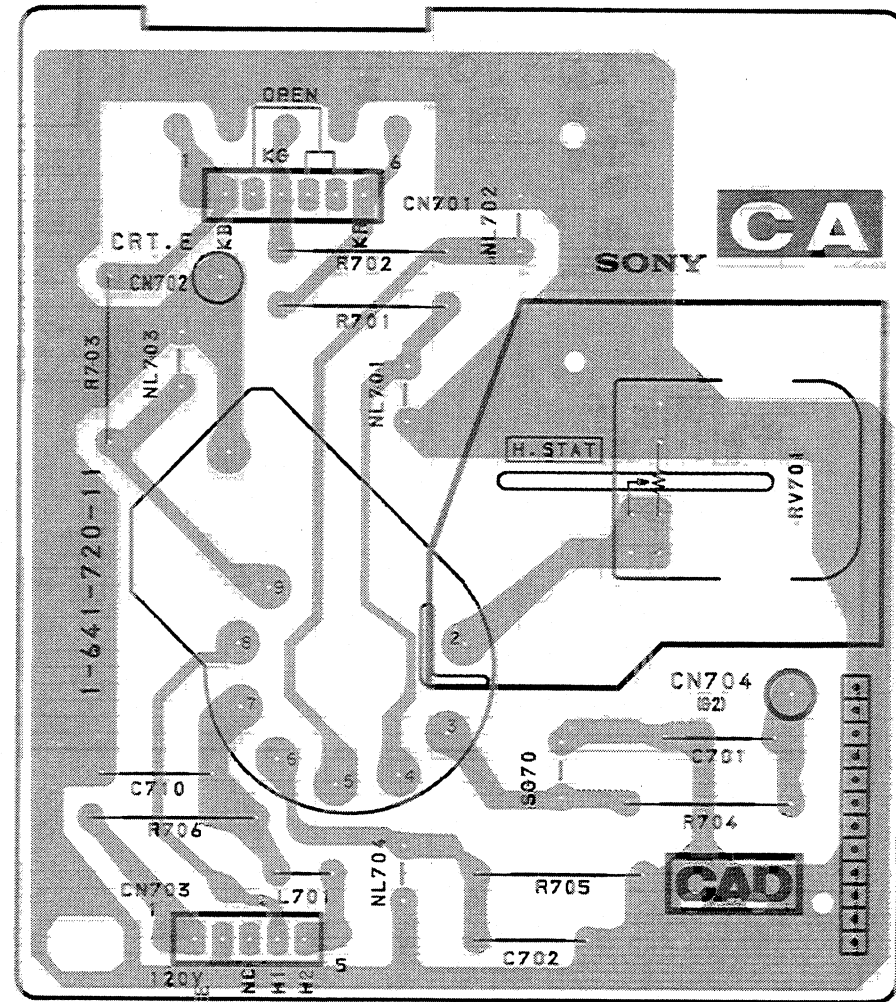 OPEN
1
KG
6
CN701
NL702
CRT.E
KB
KR
CN702
R702
SONY
CA
R701
R703
NL703
NL701
H.STAT
RV701
1-641-720-11
9
8
2
7
CN704
(G2)
3
6
5
4
C701
C710
R704
R706
NL704
CAD
CN703
L701
R705
C702
120V
E
NC
H1
H2
5